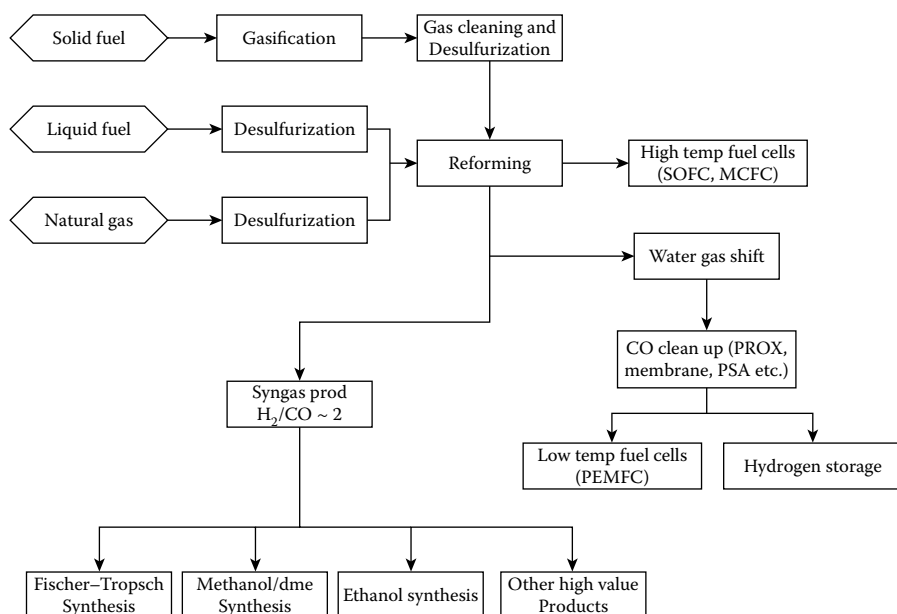 Solid fuel
Gasification
Gas cleaning and
Desulfurization
Liquid fuel
Desulfurization
Reforming
High temp fuel cells
(SOFC, MCFC)
Natural gas
Desulfurization
Water gas shift
CO clean up (PROX,
membrane, PSA etc.)
Syngas prod
H₂/CO ~ 2
Low temp fuel cells
(PEMFC)
Hydrogen storage
Fischer–Tropsch
Synthesis
Methanol/dme
Synthesis
Ethanol synthesis
Other high value
Products